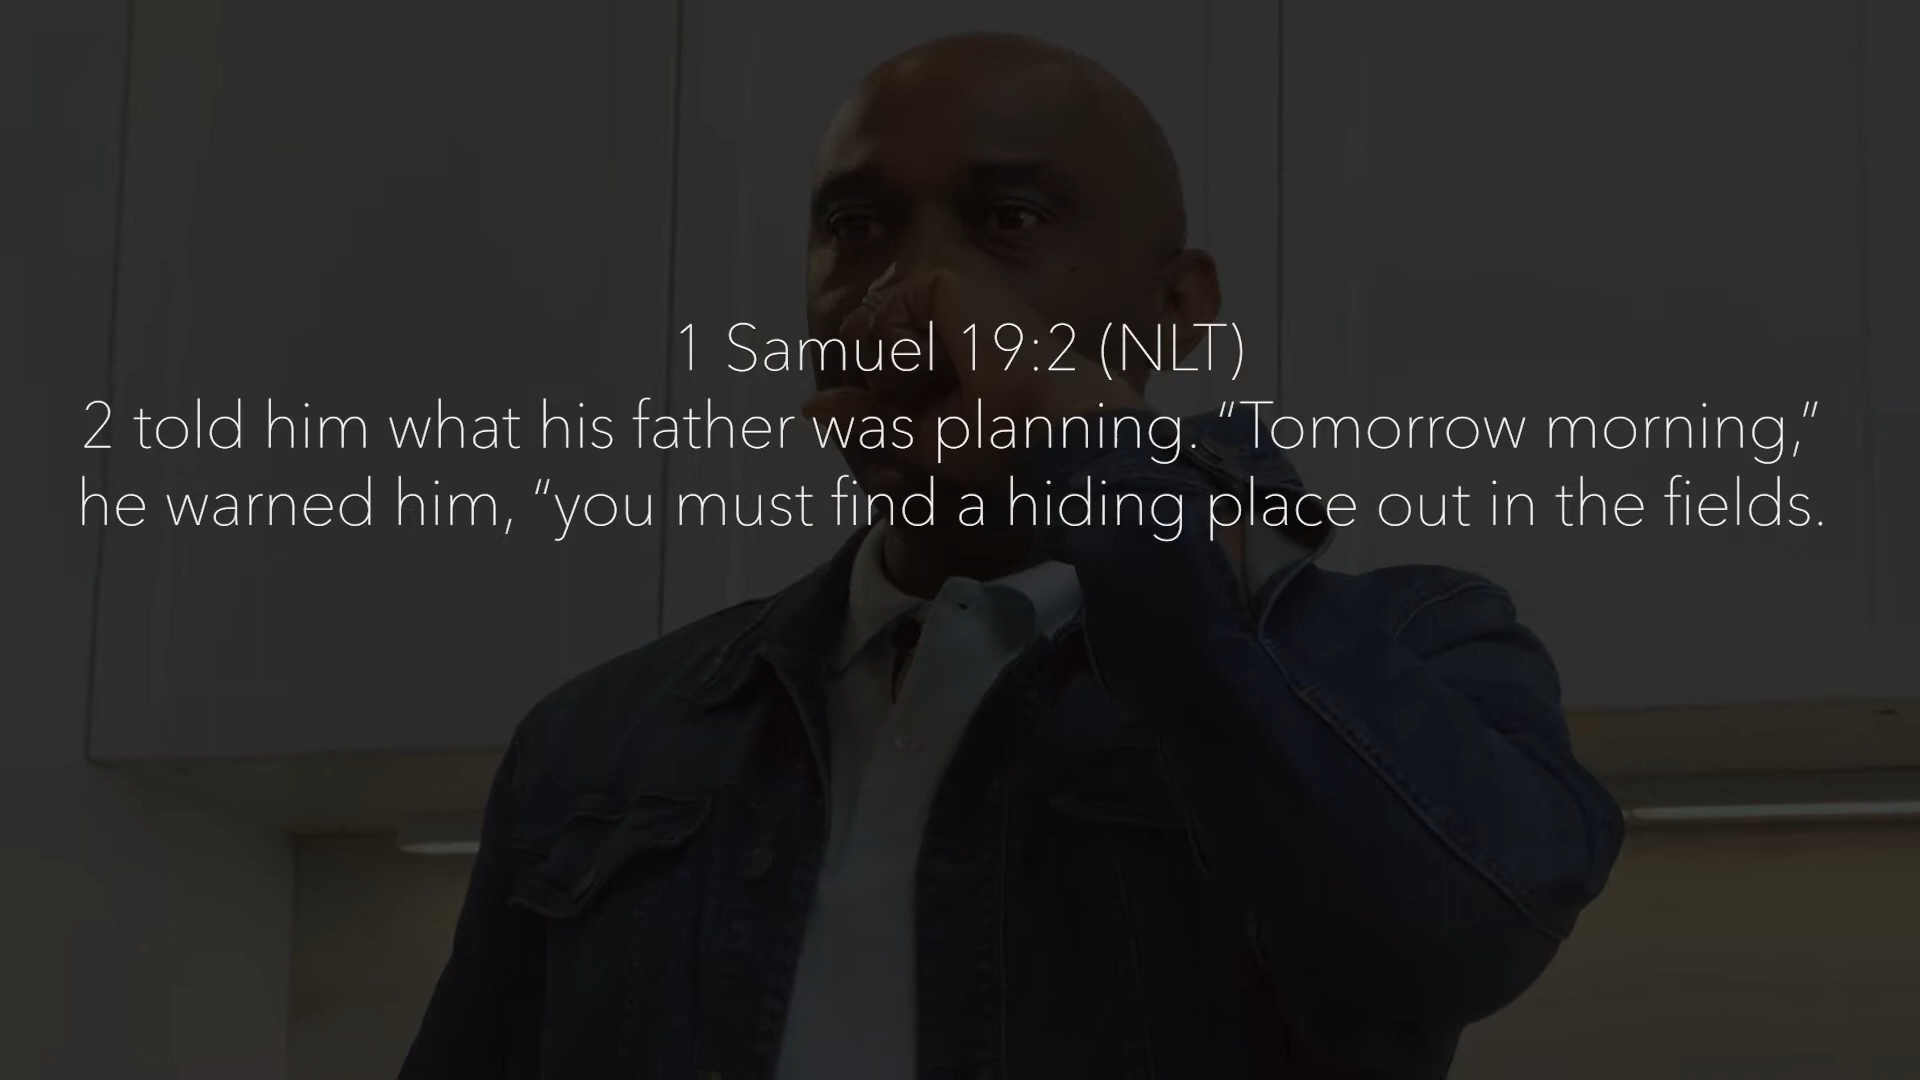 1 Samuel 19:2 (NLT)
2 told him what his father was planning. “Tomorrow morning,”
he warned him, “you must find a hiding place out in the fields.